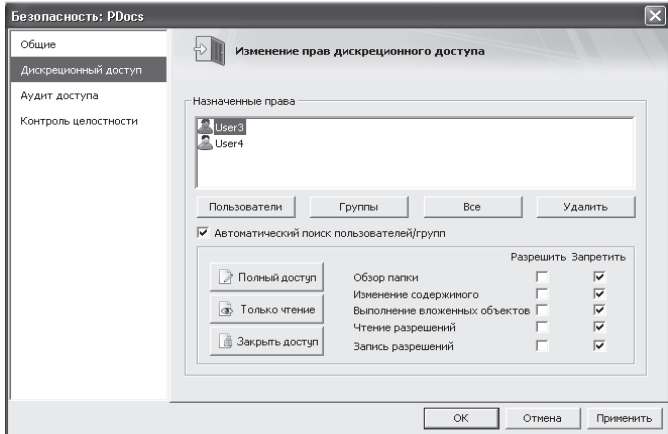 Безопасность: PDocs
Общие
Дискреционный доступ
Аудит доступа
Контроль целостности
Изменение прав дискреционного доступа
Назначенные права
User3
User4
Пользователи Группы Все Удалить
Автоматический поиск пользователей/групп
Разрешить Запретить
Полный доступ
Только чтение
Закрыть доступ
Обзор папки
Изменение содержимого
Выполнение вложенных объектов
Чтение разрешений
Запись разрешений
ОК Отмена Применить